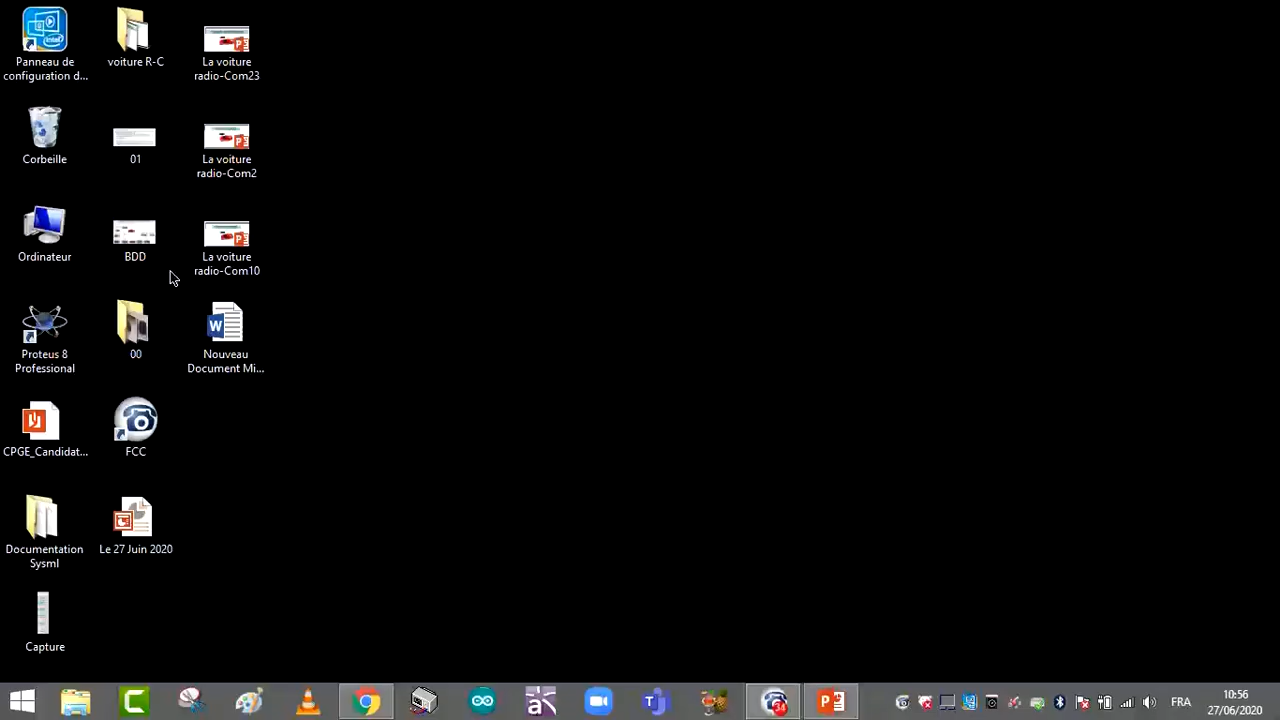 Panneau de
configuration d...
voiture R-C
La voiture
radio-Com23
Corbeille
01
La voiture
radio-Com2
Ordinateur
BDD
La voiture
radio-Com10
Proteus 8
Professional
00
Nouveau
Document Mi...
CPGE_Candidat...
FCC
Documentation
Sysml
Le 27 Juin 2020
Capture
FRA
10:56
27/06/2020